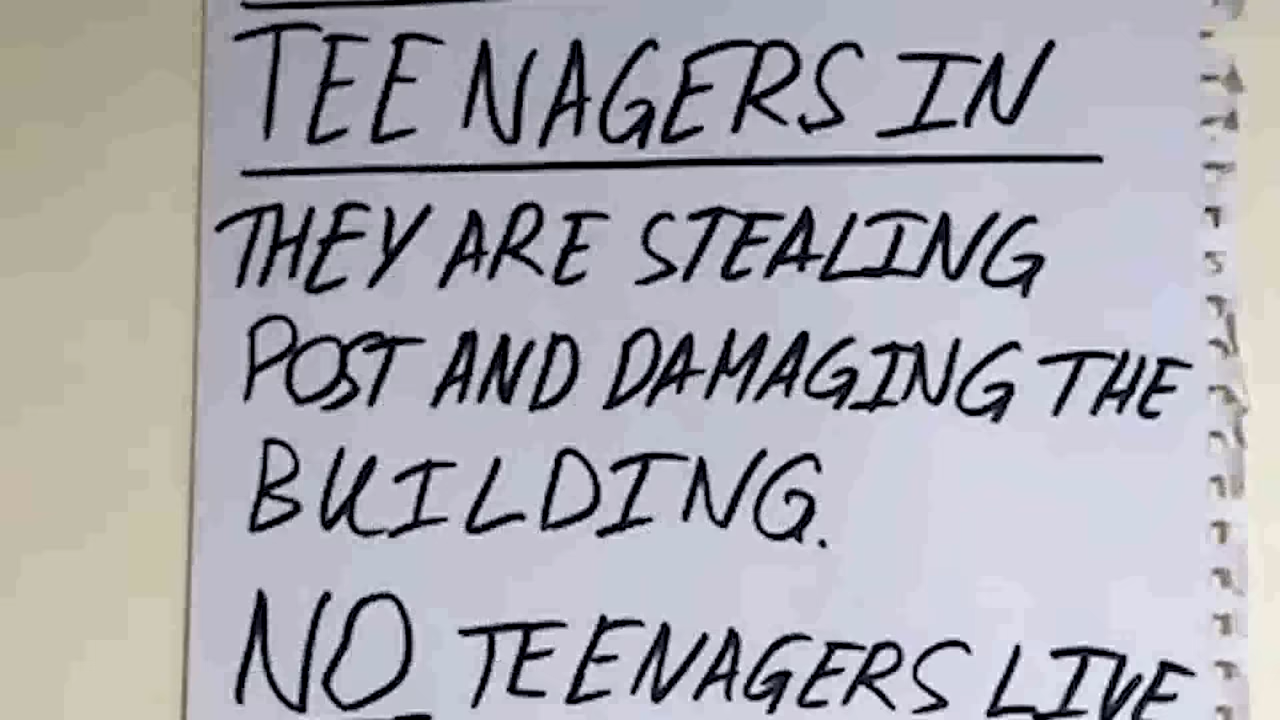 TEENAGERS IN
THEY ARE STEALING
POST AND DAMAGING THE
BUILDING.
NO TEENAGERS LIVE